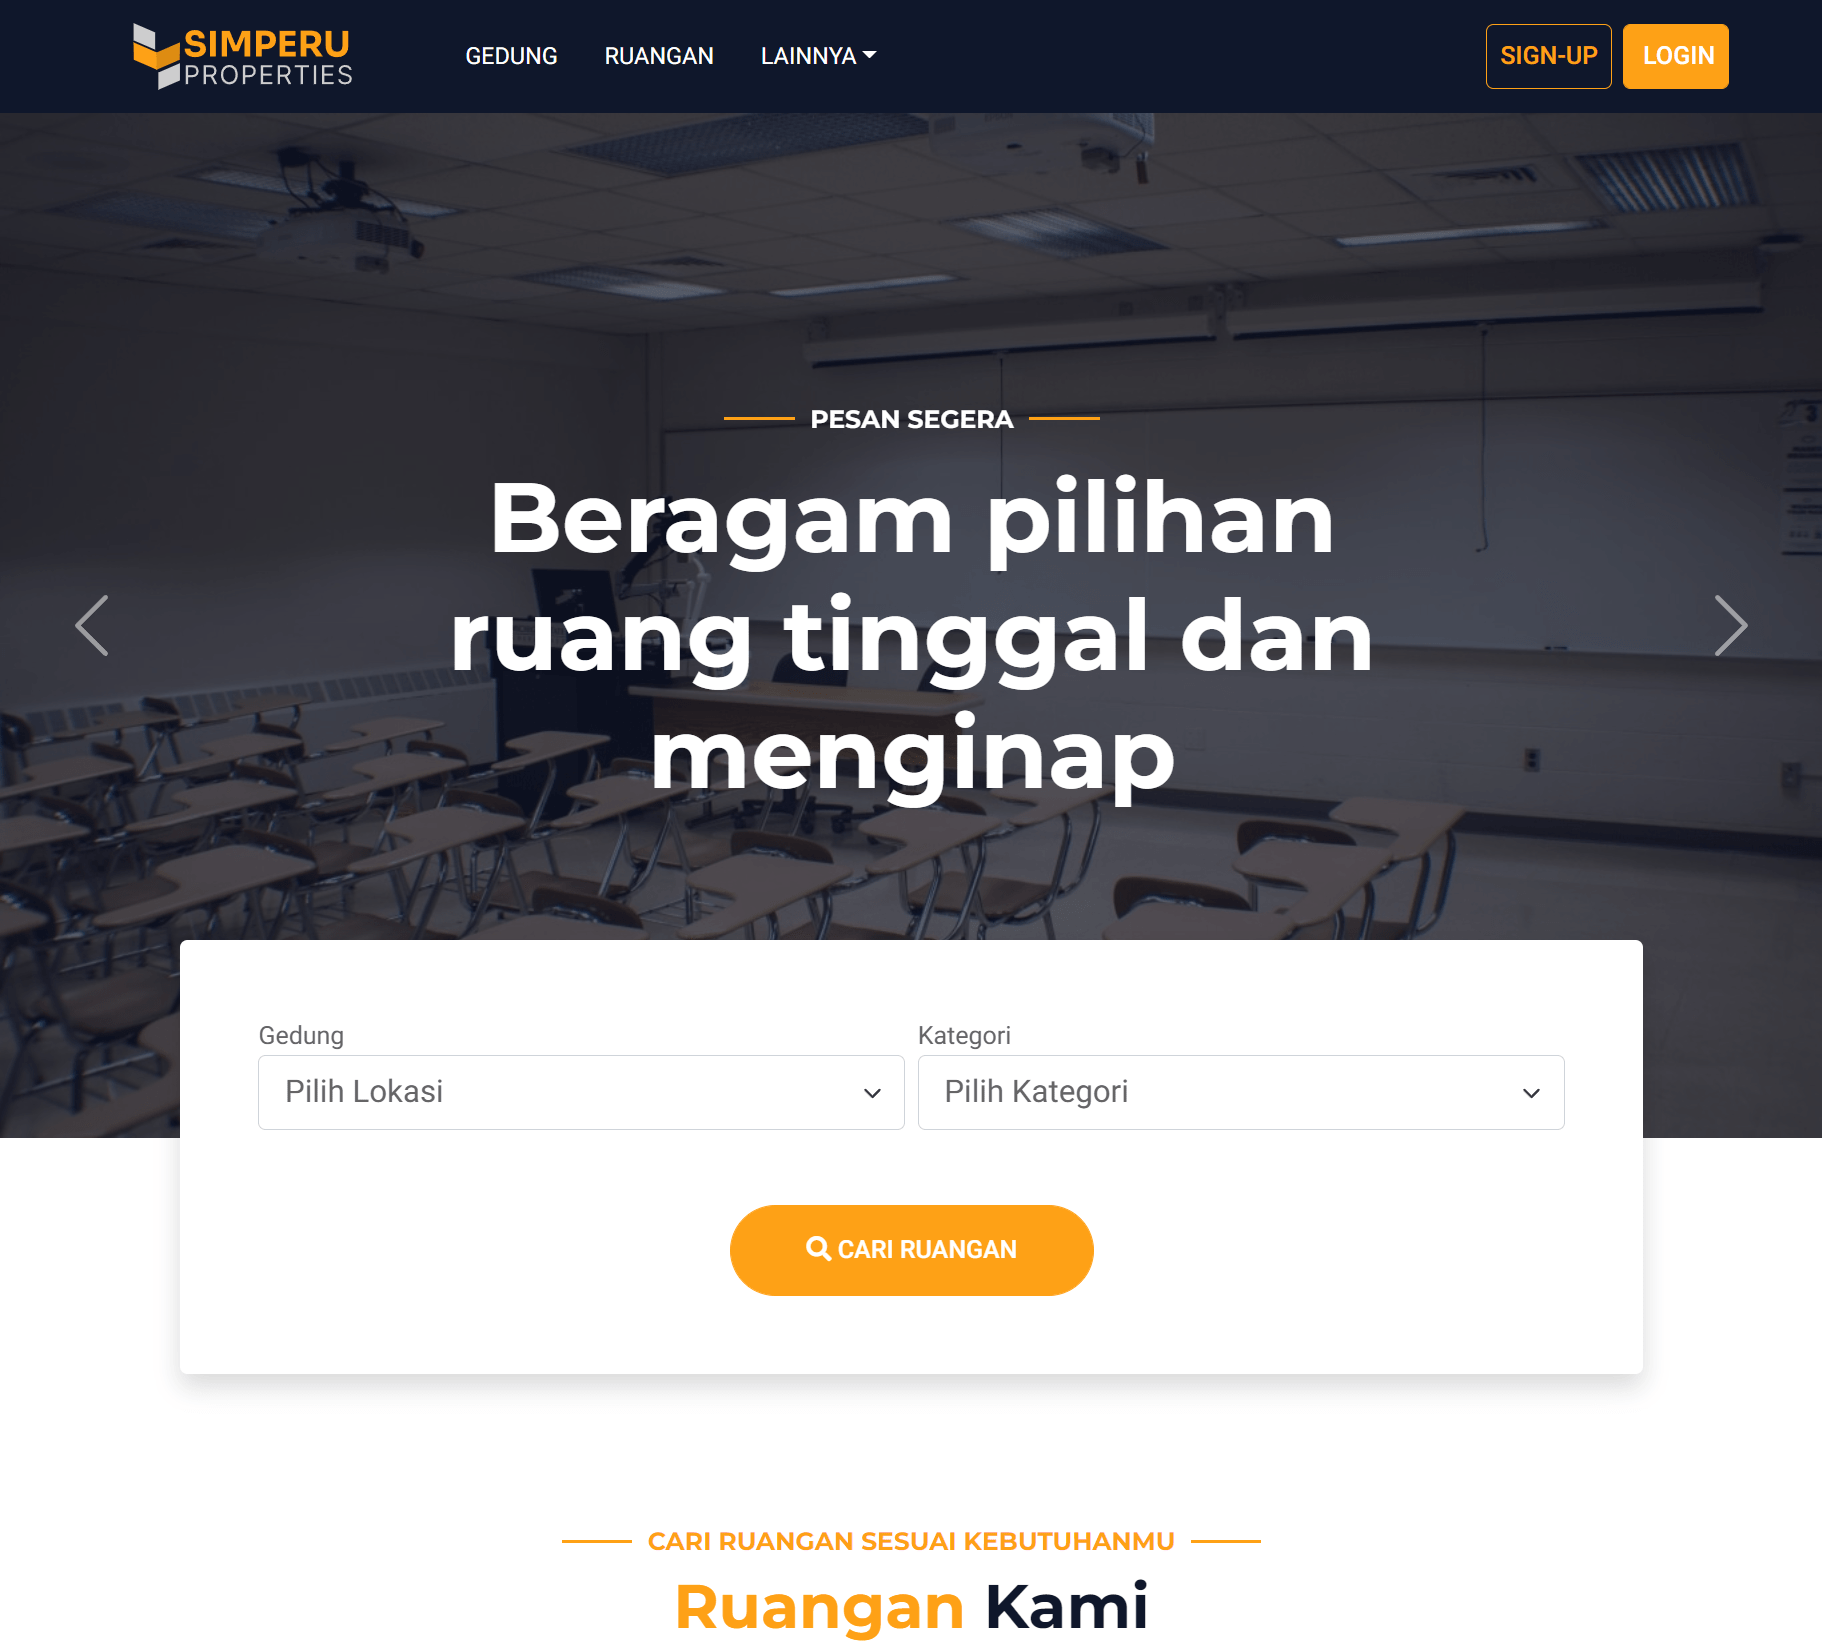 SIMPERU
PROPERTIES
GEDUNG
RUANGAN
LAINNYA
SIGN-UP
LOGIN
PESAN SEGERA
Beragam pilihan
ruang tinggal dan
menginap
Gedung
Kategori
Pilih Lokasi
Pilih Kategori
CARI RUANGAN
CARI RUANGAN SESUAI KEBUTUHANMU
Ruangan Kami